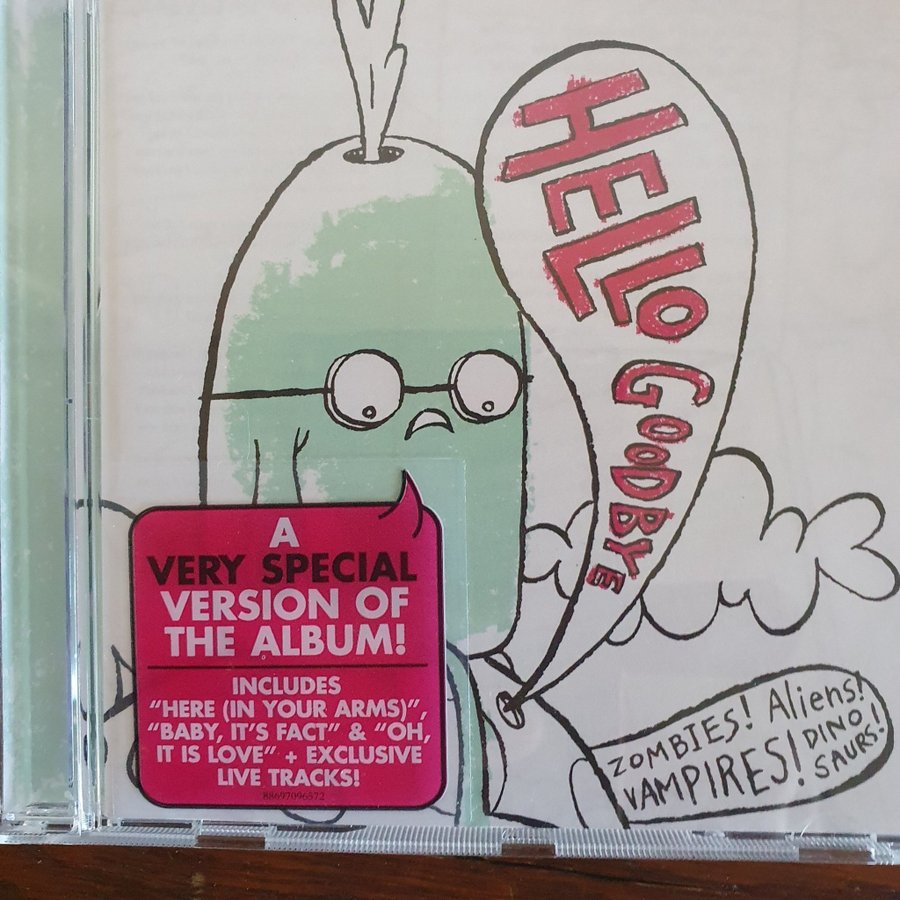 HELLO
GOODBYE
A
VERY SPECIAL
VERSION OF
THE ALBUM!
INCLUDES
“HERE (IN YOUR ARMS)”,
“BABY, IT’S FACT” & “OH,
IT IS LOVE” + EXCLUSIVE
LIVE TRACKS!
88697096572
ZOMBIES! Aliens!
VAMPIRES! DINO
SAURS!